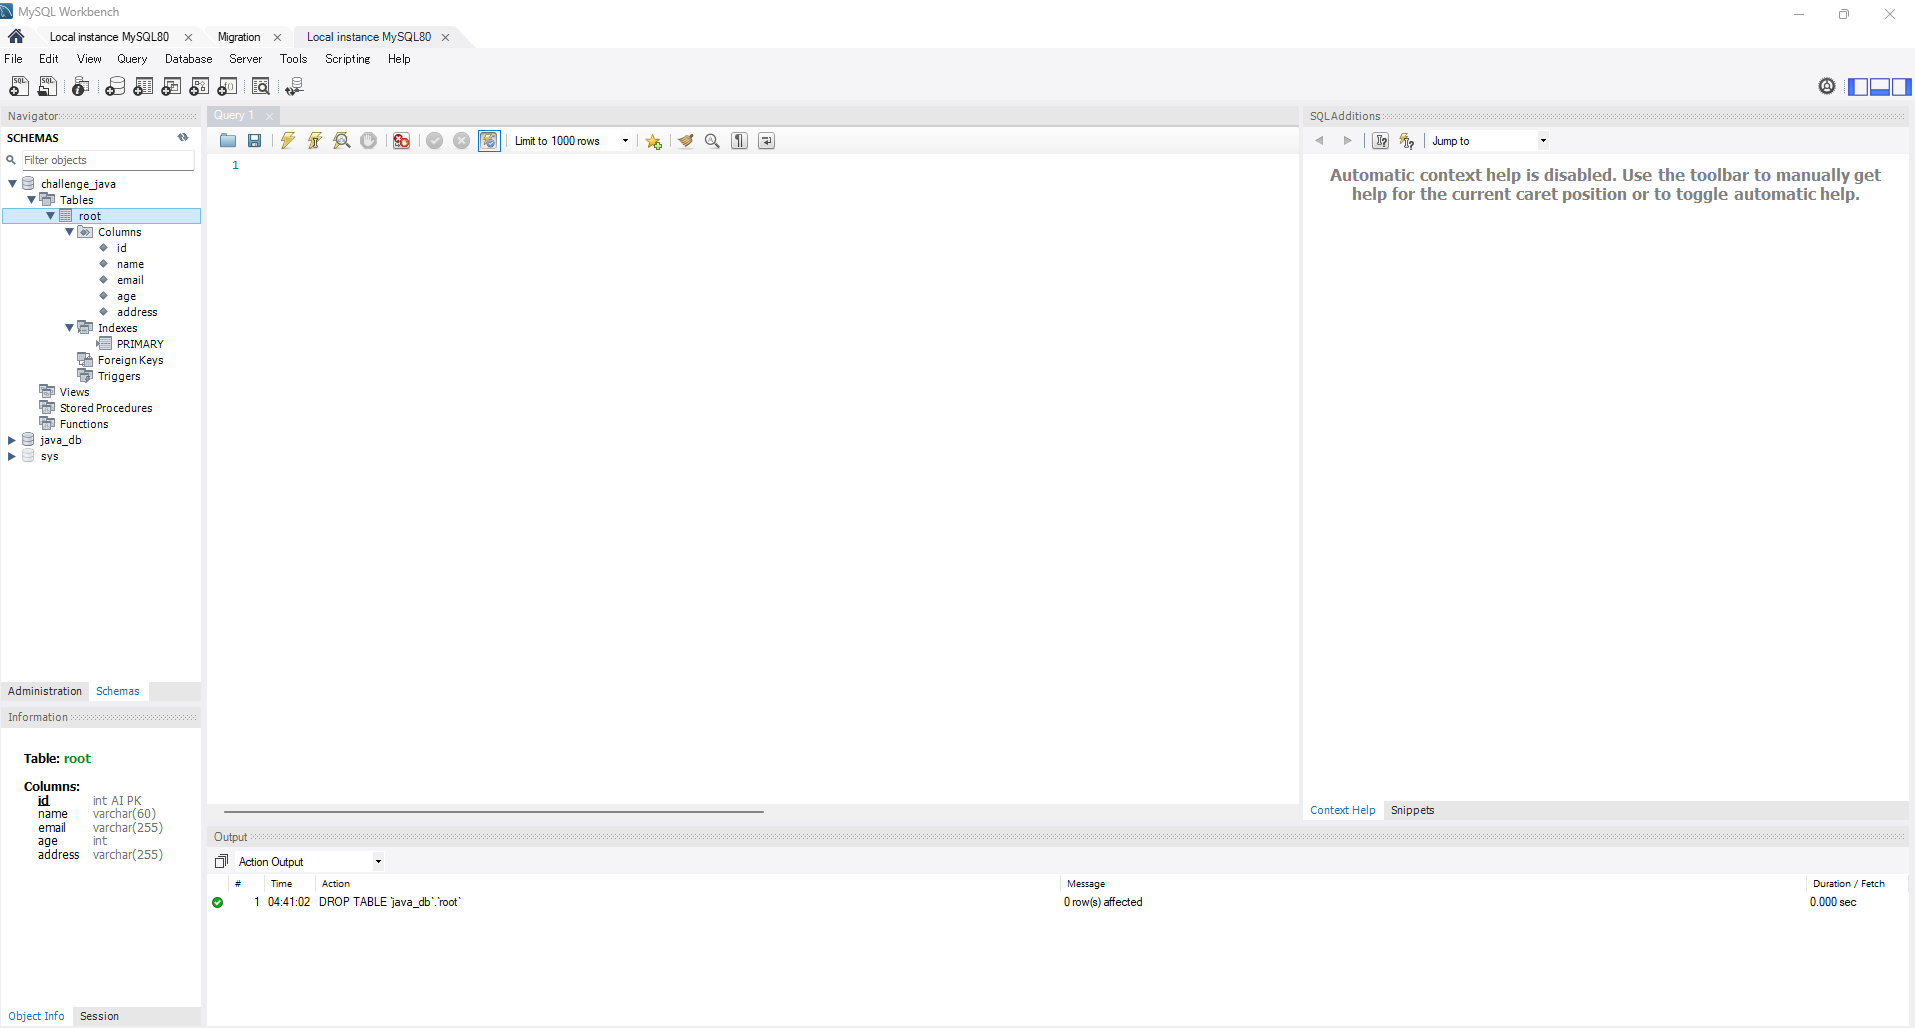 MySQL Workbench
Local instance MySQL80
Migration
Local instance MySQL80
File Edit View Query Database Server Tools Scripting Help
Navigator
SCHEMAS
Filter objects
challenge_java
Tables
root
Columns
id
name
email
age
address
Indexes
PRIMARY
Foreign Keys
Triggers
Views
Stored Procedures
Functions
java_db
sys
Administration Schemas
Information
Table: root
Columns:
id int AI PK
name varchar(60)
email varchar(255)
age int
address varchar(255)
Object Info Session
Query 1
Limit to 1000 rows
1
SQLAdditions
Jump to
Automatic context help is disabled. Use the toolbar to manually get
help for the current caret position or to toggle automatic help.
Context Help Snippets
Output
Action Output
# Time Action Message Duration / Fetch
1 04:41:02 DROP TABLE `java_db`.`root` 0 row(s) affected 0.000 sec